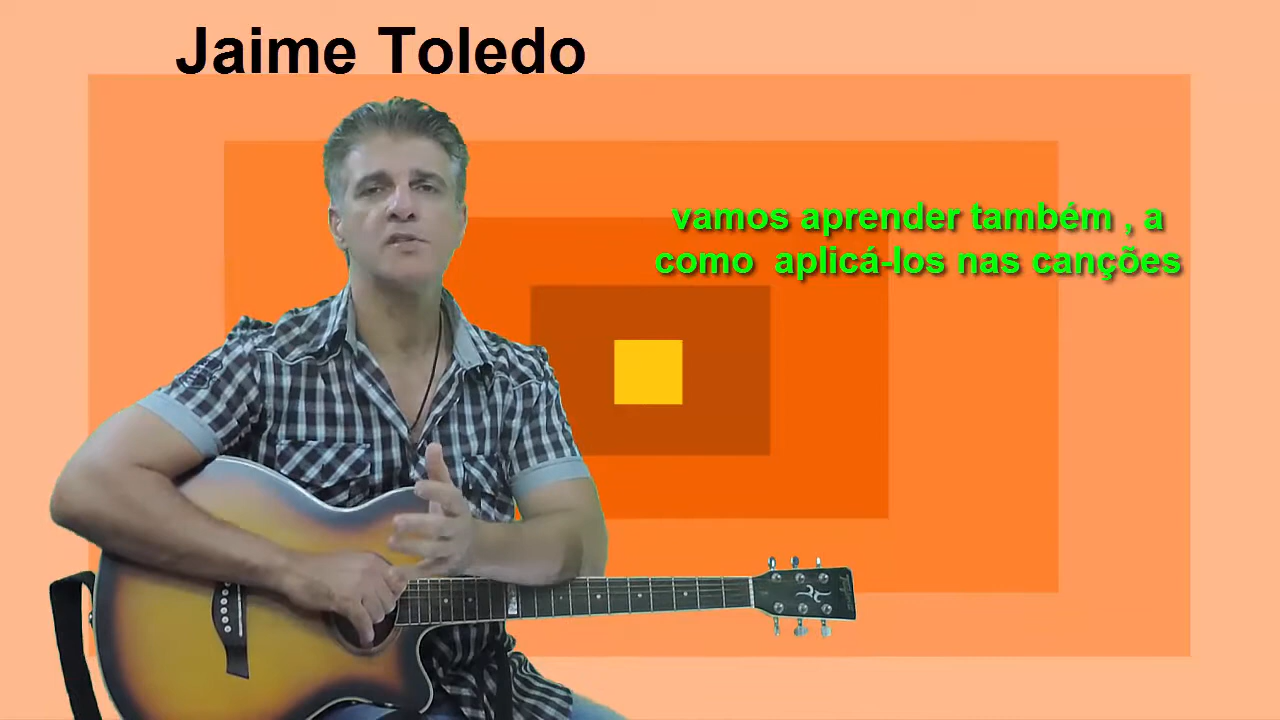 Jaime Toledo
vamos aprender também , a
como aplicá-los nas canções